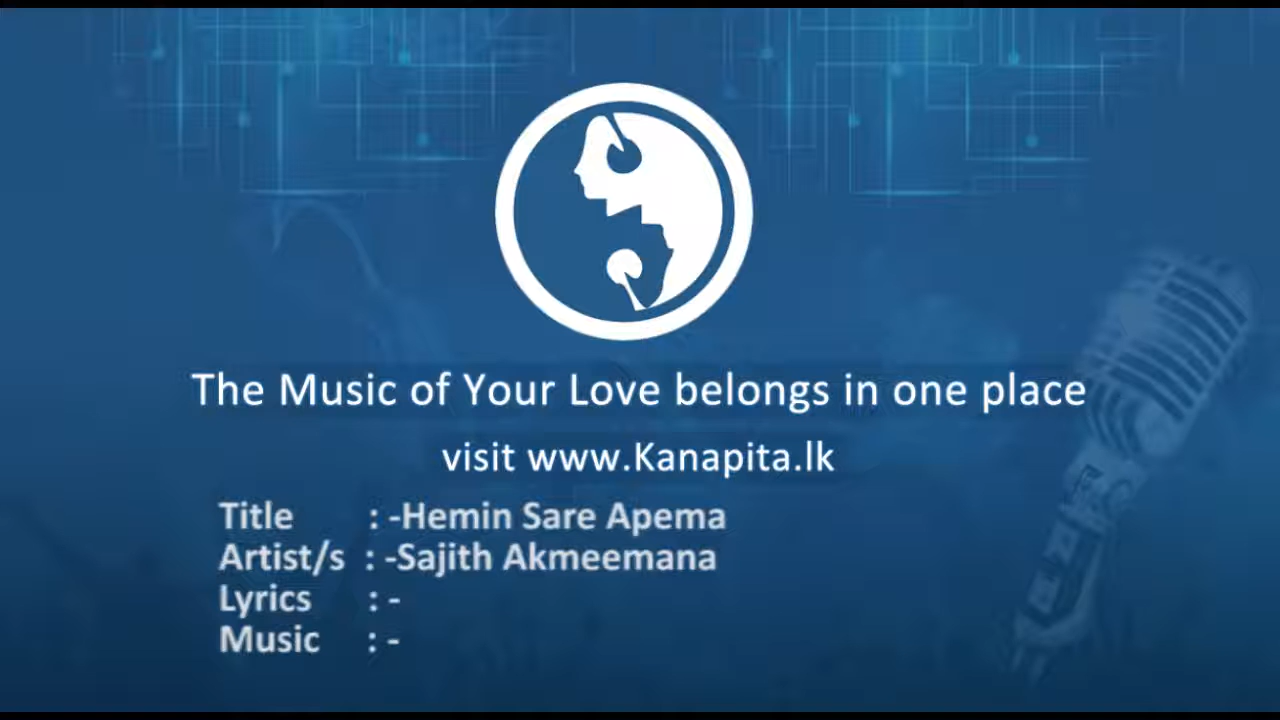 The Music of Your Love belongs in one place
visit www.Kanapita.lk
Title : -Hemin Sare Apema
Artist/s : -Sajith Akmeemana
Lyrics : -
Music : -